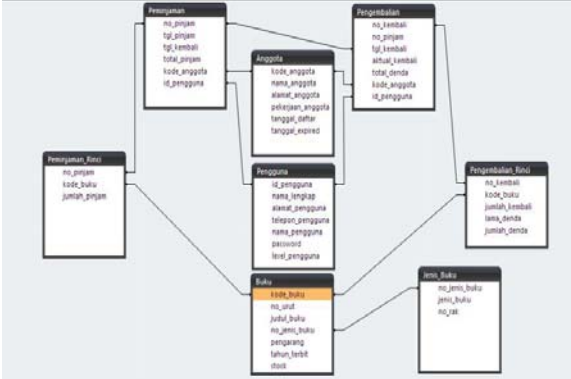 Peminjaman
no_pinjam
tgl_pinjam
tgl_kembali
total_pinjam
kode_anggota
id_pengguna
Pengembalian
no_kembali
no_pinjam
tgl_kembali
aktual_kembali
total_denda
kode_anggota
id_pengguna
Anggota
kode_anggota
nama_anggota
alamat_anggota
pekerjaan_anggota
tanggal_daftar
tanggal_expired
Peminjaman_Rinci
no_pinjam
kode_buku
jumlah_pinjam
Pengguna
id_pengguna
nama_lengkap
alamat_pengguna
telepon_pengguna
nama_pengguna
password
level_pengguna
Pengembalian_Rinci
no_kembali
kode_buku
jumlah_kembali
lama_denda
jumlah_denda
Buku
kode_buku
no_urut
judul_buku
no_jenis_buku
pengarang
tahun_terbit
stock
Jenis_Buku
no_jenis_buku
jenis_buku
no_rak